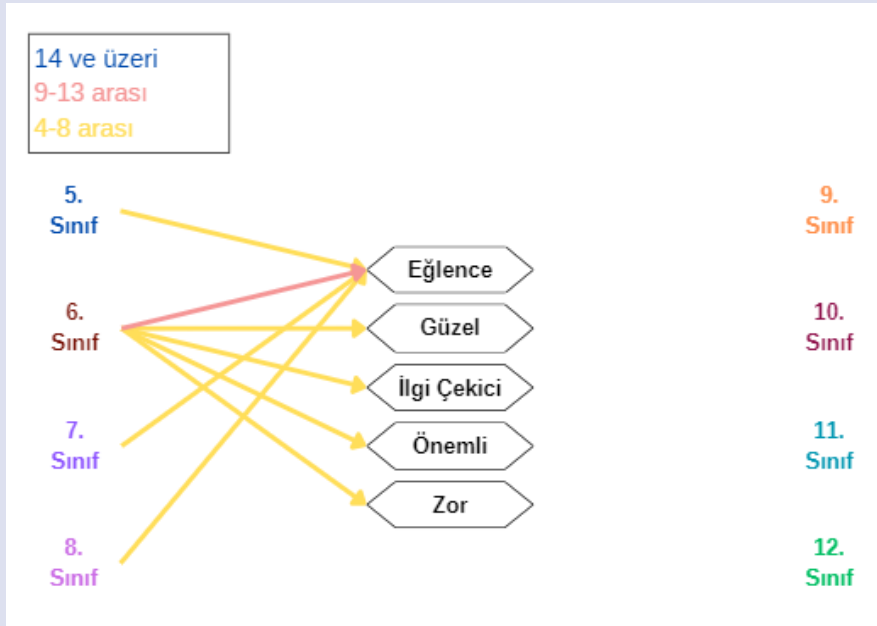 14 ve üzeri
9-13 arası
4-8 arası
5.
Sınıf
6.
Sınıf
7.
Sınıf
8.
Sınıf
Eğlence
Güzel
İlgi Çekici
Önemli
Zor
9.
Sınıf
10.
Sınıf
11.
Sınıf
12.
Sınıf